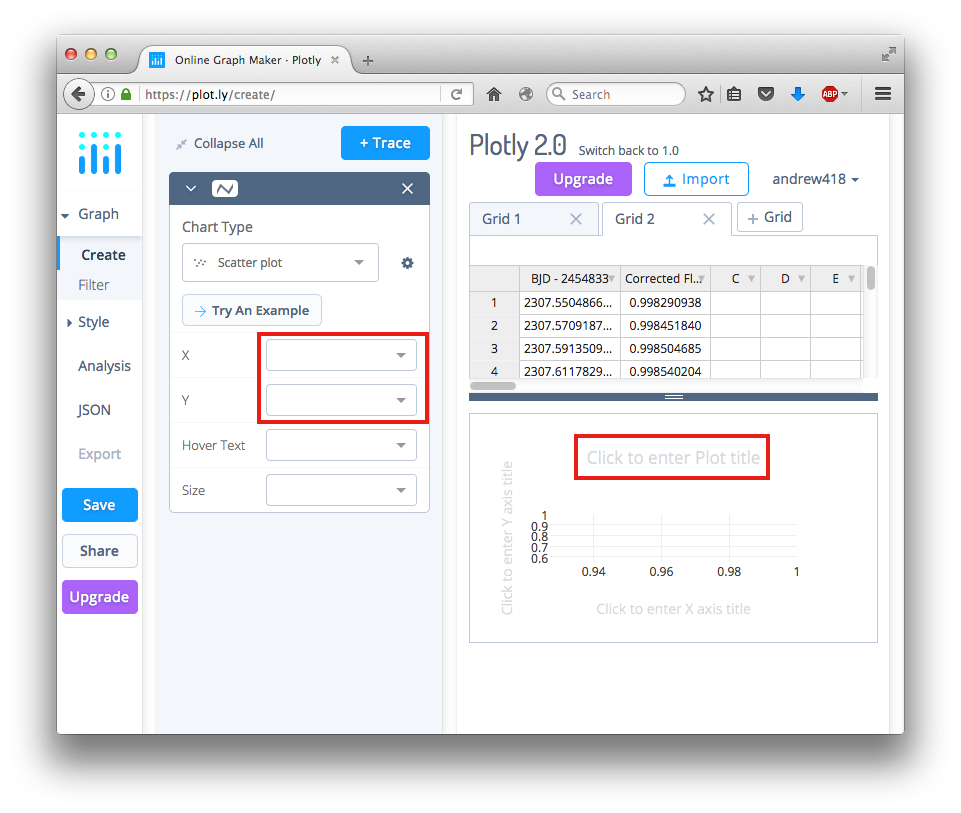 Online Graph Maker · Plotly
https://plot.ly/create/
Search
ABP
Graph
Create
Filter
Style
Analysis
JSON
Export
Save
Share
Upgrade
Collapse All
+ Trace
Chart Type
Scatter plot
Try An Example
X
Y
Hover Text
Size
Plotly 2.0 Switch back to 1.0
Upgrade Import andrew418
Grid 1 Grid 2 + Grid
BJD - 2454833 Corrected Fl... C D E
1 2307.5504866... 0.998290938
2 2307.5709187... 0.998451840
3 2307.5913509... 0.998504685
4 2307.6117829... 0.998540204
Click to enter Plot title
Click to enter Y axis title
1
0.9
0.8
0.7
0.6
0.94 0.96 0.98 1
Click to enter X axis title